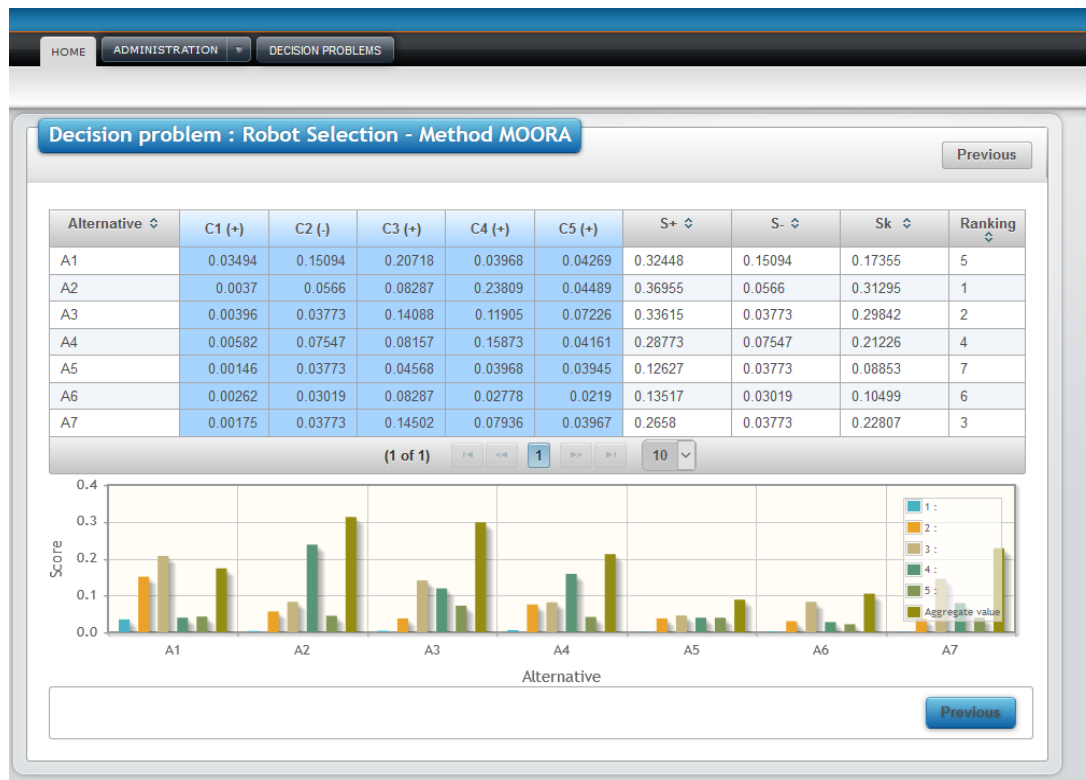 HOME ADMINISTRATION DECISION PROBLEMS
Decision problem : Robot Selection - Method MOORA
Previous
Alternative C1 (+) C2 (-) C3 (+) C4 (+) C5 (+) S+ S- Sk Ranking
A1 0.03494 0.15094 0.20718 0.03968 0.04269 0.32448 0.15094 0.17355 5
A2 0.0037 0.0566 0.08287 0.23809 0.04489 0.36955 0.0566 0.31295 1
A3 0.00396 0.03773 0.14088 0.11905 0.07226 0.33615 0.03773 0.29842 2
A4 0.00582 0.07547 0.08157 0.15873 0.04161 0.28773 0.07547 0.21226 4
A5 0.00146 0.03773 0.04568 0.03968 0.03945 0.12627 0.03773 0.08853 7
A6 0.00262 0.03019 0.08287 0.02778 0.0219 0.13517 0.03019 0.10499 6
A7 0.00175 0.03773 0.14502 0.07936 0.03967 0.2658 0.03773 0.22807 3
(1 of 1) 1 10
0.4
0.3
0.2
0.1
0.0
Score
1 :
2 :
3 :
4 :
5 :
Aggregate value
A1 A2 A3 A4 A5 A6 A7
Alternative
Previous